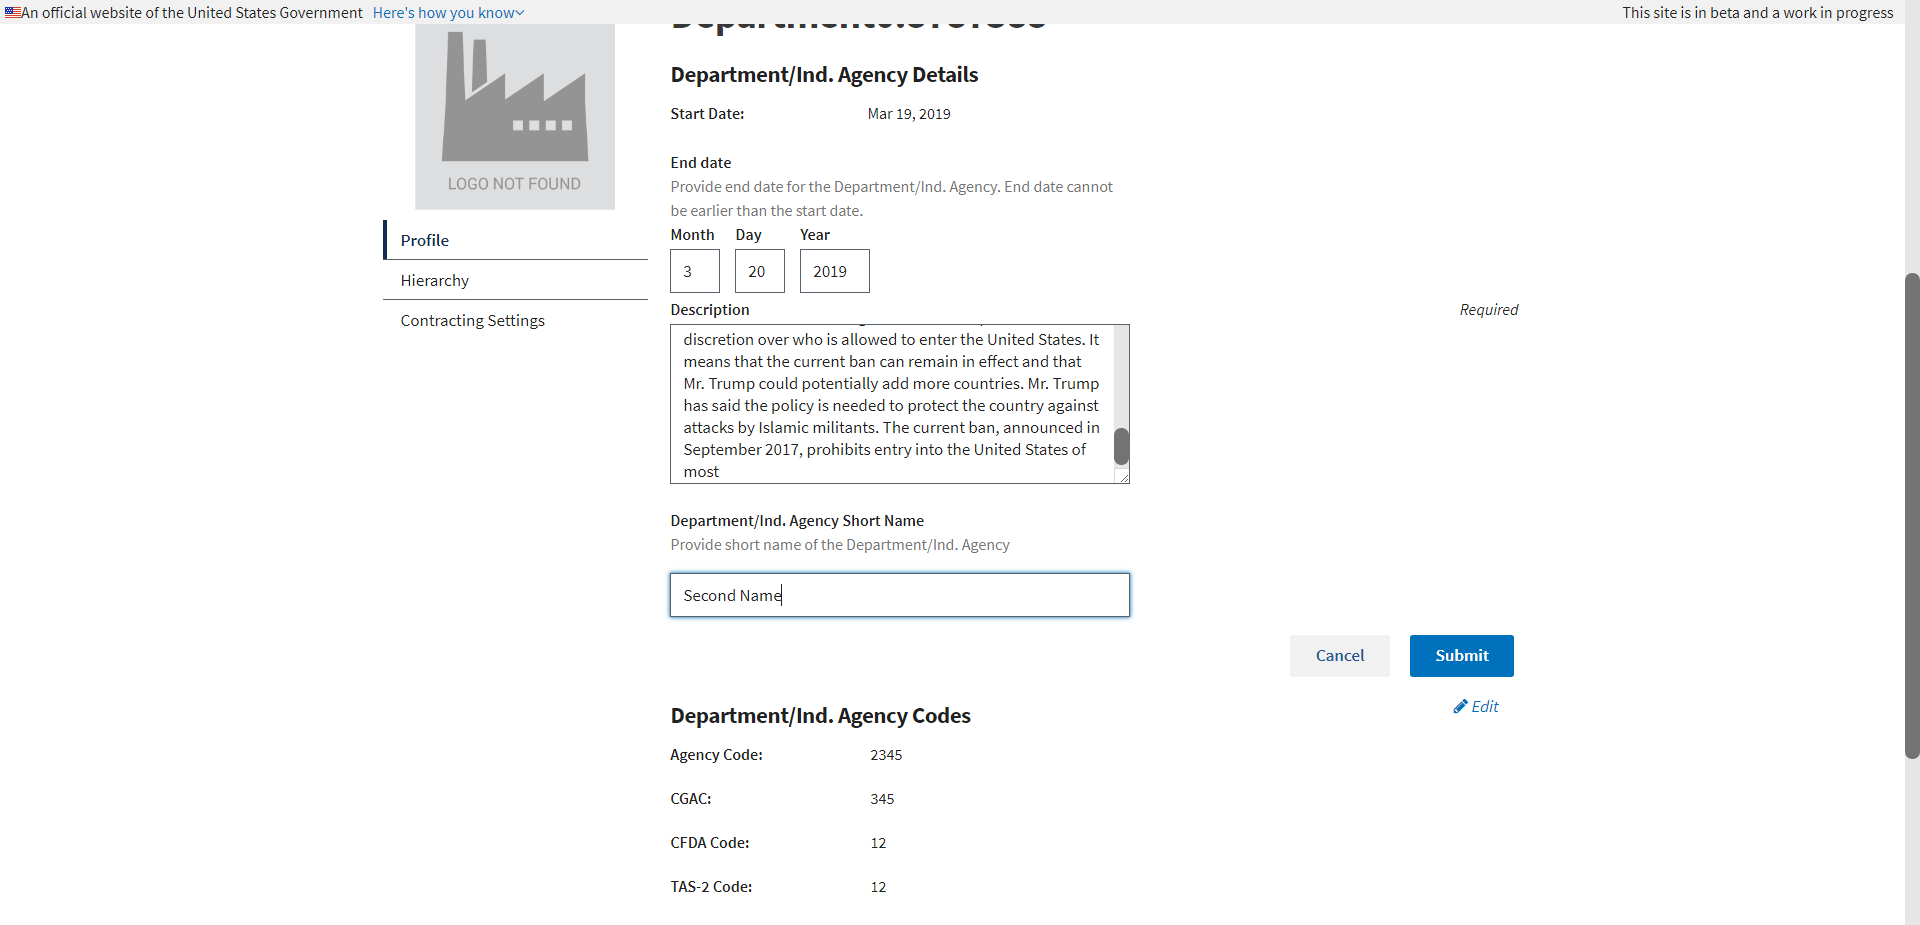 An official website of the United States Government Here's how you know
This site is in beta and a work in progress
LOGO NOT FOUND
Profile
Hierarchy
Contracting Settings
Department/Ind. Agency Details
Start Date: Mar 19, 2019
End date
Provide end date for the Department/Ind. Agency. End date cannot
be earlier than the start date.
Month Day Year
3 20 2019
Description Required
discretion over who is allowed to enter the United States. It
means that the current ban can remain in effect and that
Mr. Trump could potentially add more countries. Mr. Trump
has said the policy is needed to protect the country against
attacks by Islamic militants. The current ban, announced in
September 2017, prohibits entry into the United States of
most
Department/Ind. Agency Short Name
Provide short name of the Department/Ind. Agency
Second Name
Cancel Submit
Edit
Department/Ind. Agency Codes
Agency Code: 2345
CGAC: 345
CFDA Code: 12
TAS-2 Code: 12